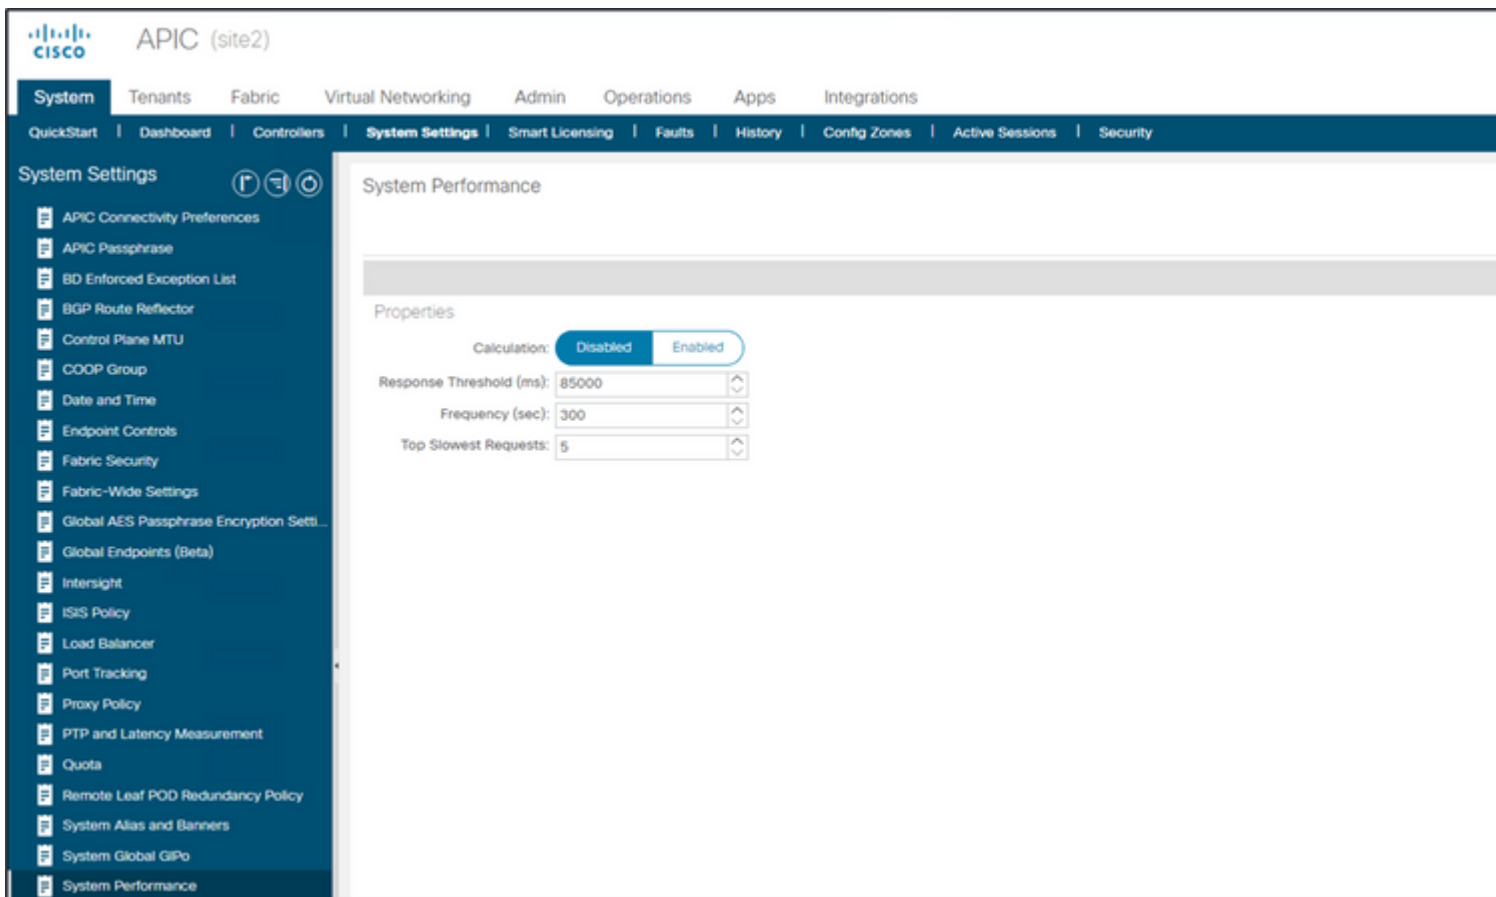 CISCO APIC (site2)
System Tenants Fabric Virtual Networking Admin Operations Apps Integrations
QuickStart | Dashboard | Controllers | System Settings | Smart Licensing | Faults | History | Config Zones | Active Sessions | Security
System Settings
APIC Connectivity Preferences
APIC Passphrase
BD Enforced Exception List
BGP Route Reflector
Control Plane MTU
COOP Group
Date and Time
Endpoint Controls
Fabric Security
Fabric-Wide Settings
Global AES Passphrase Encryption Setti...
Global Endpoints (Beta)
Intersight
ISIS Policy
Load Balancer
Port Tracking
Proxy Policy
PTP and Latency Measurement
Quota
Remote Leaf POD Redundancy Policy
System Alias and Banners
System Global GIPo
System Performance
System Performance
Properties
Calculation: Disabled Enabled
Response Threshold (ms): 85000
Frequency (sec): 300
Top Slowest Requests: 5